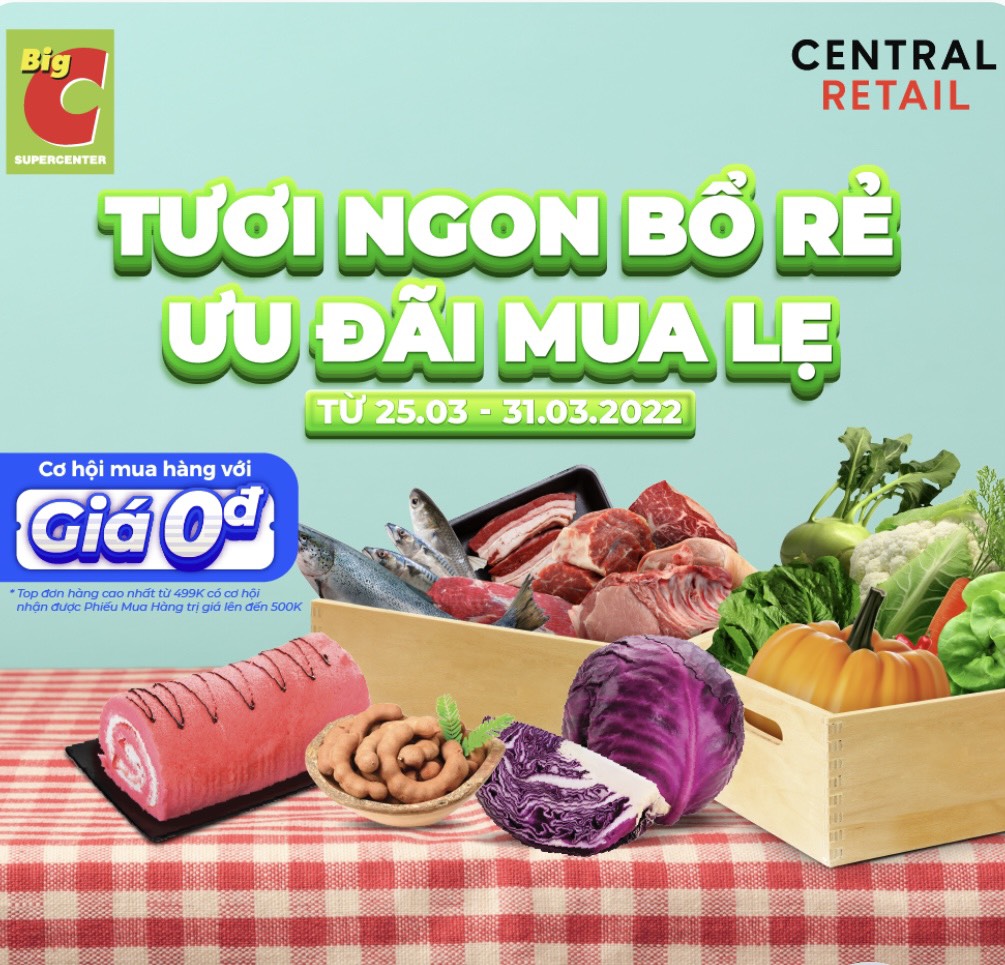 Big
C
SUPERCENTER
CENTRAL
RETAIL
TƯƠI NGON BỔ RẺ
ƯU ĐÃI MUA LẸ
TỪ 25.03 - 31.03.2022
Cơ hội mua hàng với
Giá 0đ
* Top đơn hàng cao nhất từ 499K có cơ hội
nhận được Phiếu Mua Hàng trị giá lên đến 500K